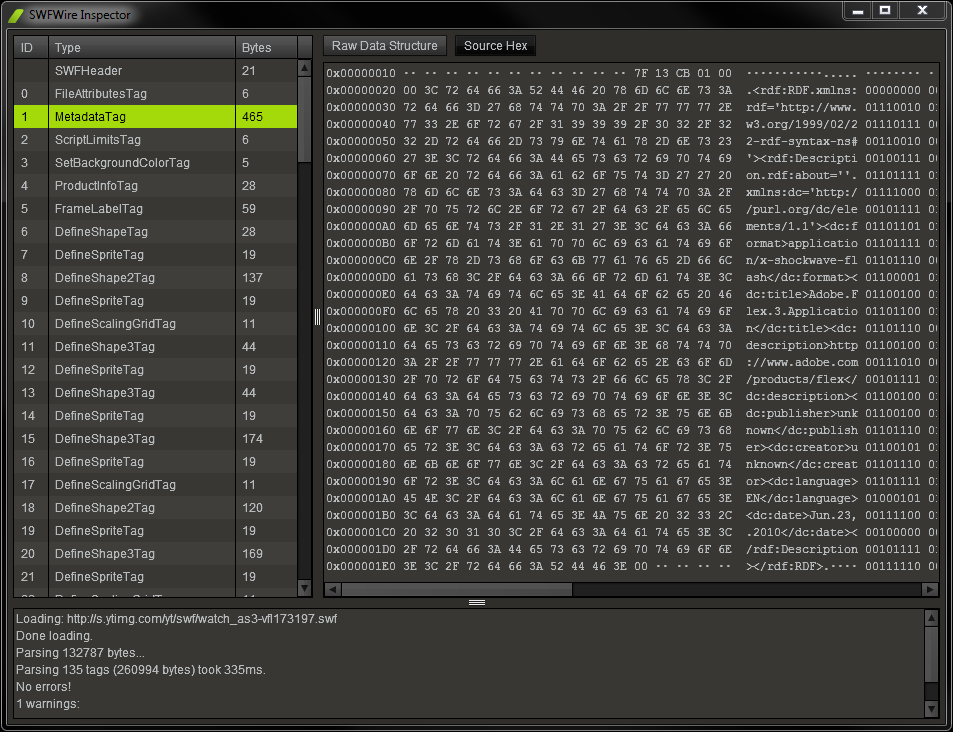 SWFWire Inspector
ID Type Bytes
SWFHeader 21
0 FileAttributesTag 6
1 MetadataTag 465
2 ScriptLimitsTag 6
3 SetBackgroundColorTag 5
4 ProductInfoTag 28
5 FrameLabelTag 59
6 DefineShapeTag 28
7 DefineSpriteTag 19
8 DefineShape2Tag 137
9 DefineSpriteTag 19
10 DefineScalingGridTag 11
11 DefineShape3Tag 44
12 DefineSpriteTag 19
13 DefineShape3Tag 44
14 DefineSpriteTag 19
15 DefineShape3Tag 174
16 DefineSpriteTag 19
17 DefineScalingGridTag 11
18 DefineShape2Tag 120
19 DefineSpriteTag 19
20 DefineShape3Tag 169
21 DefineSpriteTag 19
Raw Data Structure Source Hex
0x00000010 -- -- -- -- -- -- -- -- -- -- -- 7F 13 CB 01 00 -----------..... --------
0x00000020 00 3C 72 64 66 3A 52 44 46 20 78 6D 6C 6E 73 3A .<rdf:RDF.xmlns: 00000000
0x00000030 72 64 66 3D 27 68 74 74 70 3A 2F 2F 77 77 77 2E rdf='http://www. 01110010
0x00000040 77 33 2E 6F 72 67 2F 31 39 39 39 2F 30 32 2F 32 w3.org/1999/02/2 01110111
0x00000050 32 2D 72 64 66 2D 73 79 6E 74 61 78 2D 6E 73 23 2-rdf-syntax-ns# 00110010
0x00000060 27 3E 3C 72 64 66 3A 44 65 73 63 72 69 70 74 69 '><rdf:Descripti 00100111
0x00000070 6F 6E 20 72 64 66 3A 61 62 6F 75 74 3D 27 27 20 on.rdf:about=''. 01101111
0x00000080 78 6D 6C 6E 73 3A 64 63 3D 27 68 74 74 70 3A 2F xmlns:dc='http:/ 01111000
0x00000090 2F 70 75 72 6C 2E 6F 72 67 2F 64 63 2F 65 6C 65 /purl.org/dc/ele 00101111
0x000000A0 6D 65 6E 74 73 2F 31 2E 31 27 3E 3C 64 63 3A 66 ments/1.1'><dc:f 01101101
0x000000B0 6F 72 6D 61 74 3E 61 70 70 6C 69 63 61 74 69 6F ormat>applicatio 01101111
0x000000C0 6E 2F 78 2D 73 68 6F 63 6B 77 61 76 65 2D 66 6C n/x-shockwave-fl 01101110
0x000000D0 61 73 68 3C 2F 64 63 3A 66 6F 72 6D 61 74 3E 3C ash</dc:format>< 01100001
0x000000E0 64 63 3A 74 69 74 6C 65 3E 41 64 6F 62 65 20 46 dc:title>Adobe.F 01100100
0x000000F0 6C 65 78 20 33 20 41 70 70 6C 69 63 61 74 69 6F lex.3.Applicatio 01101100
0x00000100 6E 3C 2F 64 63 3A 74 69 74 6C 65 3E 3C 64 63 3A n</dc:title><dc: 01101110
0x00000110 64 65 73 63 72 69 70 74 69 6F 6E 3E 68 74 74 70 description>http 01100100
0x00000120 3A 2F 2F 77 77 77 2E 61 64 6F 62 65 2E 63 6F 6D ://www.adobe.com 00111010
0x00000130 2F 70 72 6F 64 75 63 74 73 2F 66 6C 65 78 3C 2F /products/flex</ 00101111
0x00000140 64 63 3A 64 65 73 63 72 69 70 74 69 6F 6E 3E 3C dc:description>< 01100100
0x00000150 64 63 3A 70 75 62 6C 69 73 68 65 72 3E 75 6E 6B dc:publisher>unk 01100100
0x00000160 6E 6F 77 6E 3C 2F 64 63 3A 70 75 62 6C 69 73 68 nown</dc:publish 01101110
0x00000170 65 72 3E 3C 64 63 3A 63 72 65 61 74 6F 72 3E 75 er><dc:creator>u 01100101
0x00000180 6E 6B 6E 6F 77 6E 3C 2F 64 63 3A 63 72 65 61 74 nknown</dc:creat 01101110
0x00000190 6F 72 3E 3C 64 63 3A 6C 61 6E 67 75 61 67 65 3E or><dc:language> 01101111
0x000001A0 45 4E 3C 2F 64 63 3A 6C 61 6E 67 75 61 67 65 3E EN</dc:language> 01000101
0x000001B0 3C 64 63 3A 64 61 74 65 3E 4A 75 6E 20 32 33 2C <dc:date>Jun.23, 00111100
0x000001C0 20 32 30 31 30 3C 2F 64 63 3A 64 61 74 65 3E 3C .2010</dc:date>< 00100000
0x000001D0 2F 72 64 66 3A 44 65 73 63 72 69 70 74 69 6F 6E /rdf:Description 00101111
0x000001E0 3E 3C 2F 72 64 66 3A 52 44 46 3E 00 -- -- -- -- ></rdf:RDF>.---- 00111110
Loading: http://s.ytimg.com/yt/swf/watch_as3-vfl173197.swf
Done loading.
Parsing 132787 bytes...
Parsing 135 tags (260994 bytes) took 335ms.
No errors!
1 warnings: